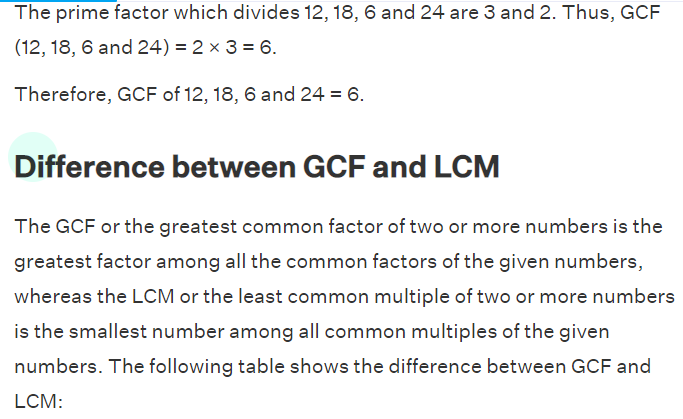 The prime factor which divides 12, 18, 6 and 24 are 3 and 2. Thus, GCF
(12, 18, 6 and 24) = 2 × 3 = 6.
Therefore, GCF of 12, 18, 6 and 24 = 6.
Difference between GCF and LCM
The GCF or the greatest common factor of two or more numbers is the
greatest factor among all the common factors of the given numbers,
whereas the LCM or the least common multiple of two or more numbers
is the smallest number among all common multiples of the given
numbers. The following table shows the difference between GCF and
LCM: